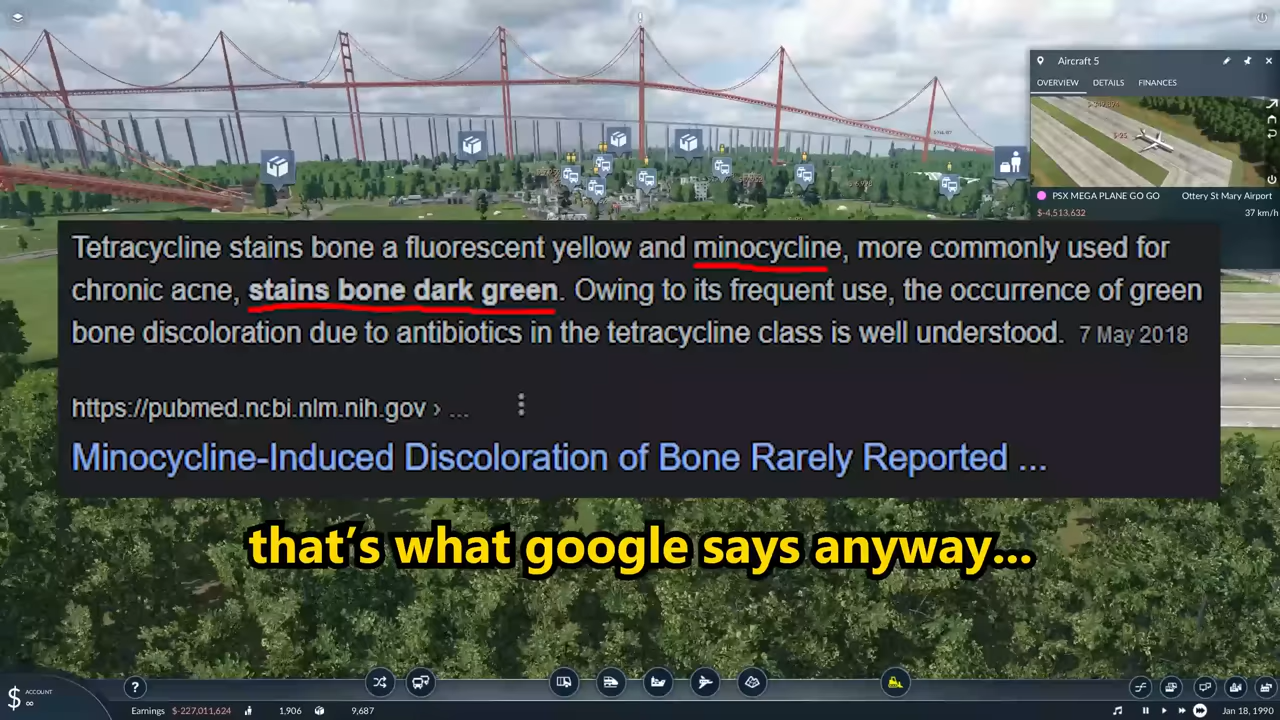 Aircraft 5
OVERVIEW DETAILS FINANCES
PSX MEGA PLANE GO GO Ottery St Mary Airport
$-4,513,632 37 km/h
Tetracycline stains bone a fluorescent yellow and minocycline, more commonly used for
chronic acne, stains bone dark green. Owing to its frequent use, the occurrence of green
bone discoloration due to antibiotics in the tetracycline class is well understood. 7 May 2018
https://pubmed.ncbi.nlm.nih.gov › ...
Minocycline-Induced Discoloration of Bone Rarely Reported ...
that's what google says anyway...
$ ACCOUNT
∞
?
Earnings $-227,011,624 1,906 9,687 Jan 18, 1990